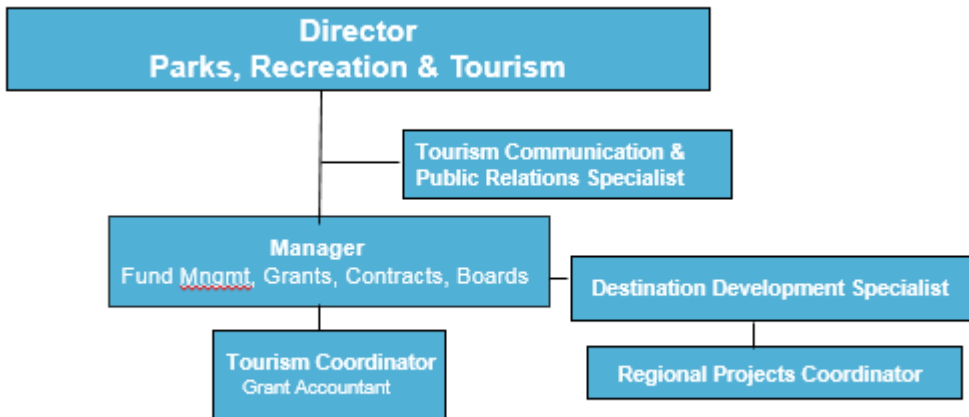 Director
Parks, Recreation & Tourism
Tourism Communication &
Public Relations Specialist
Manager
Fund Mngmt, Grants, Contracts, Boards
Destination Development Specialist
Tourism Coordinator
Grant Accountant
Regional Projects Coordinator